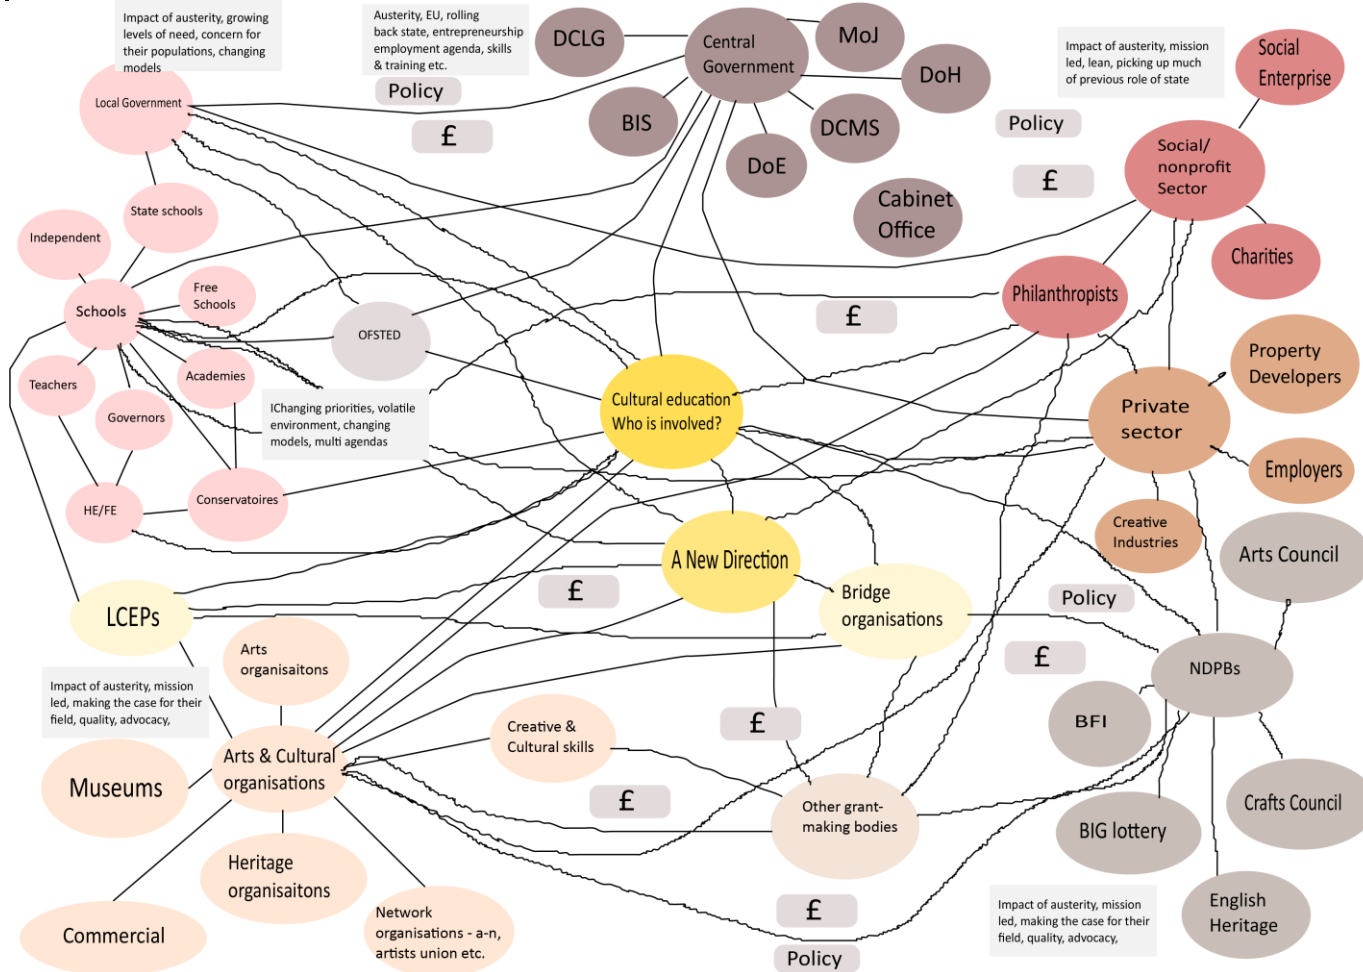 Impact of austerity, growing
levels of need, concern for
their populations, changing
models
Austerity, EU, rolling
back state, entrepreneurship
employment agenda, skills
& training etc.
Policy
£
DCLG
Central
Government
MoJ
DoH
BIS
DCMS
DoE
Cabinet
Office
Impact of austerity, mission
led, lean, picking up much
of previous role of state
Social
Enterprise
Policy
£
Social/
nonprofit
Sector
Charities
Philanthropists
£
Local Government
State schools
Independent
Free
Schools
Schools
OFSTED
Teachers
Academies
Governors
IChanging priorities, volatile
environment, changing
models, multi agendas
HE/FE
Conservatoires
Cultural education
Who is involved?
Property
Developers
Private
sector
Employers
Creative
Industries
Arts Council
A New Direction
£
Bridge
organisations
Policy
£
LCEPs
NDPBs
BFI
Arts
organisaitons
Impact of austerity, mission
led, making the case for their
field, quality, advocacy,
Creative &
Cultural skills
£
Arts & Cultural
organisations
Museums
£
Other grant-
making bodies
Crafts Council
BIG lottery
Heritage
organisaitons
Commercial
Network
organisations - a-n,
artists union etc.
£
Policy
Impact of austerity, mission
led, making the case for their
field, quality, advocacy,
English
Heritage